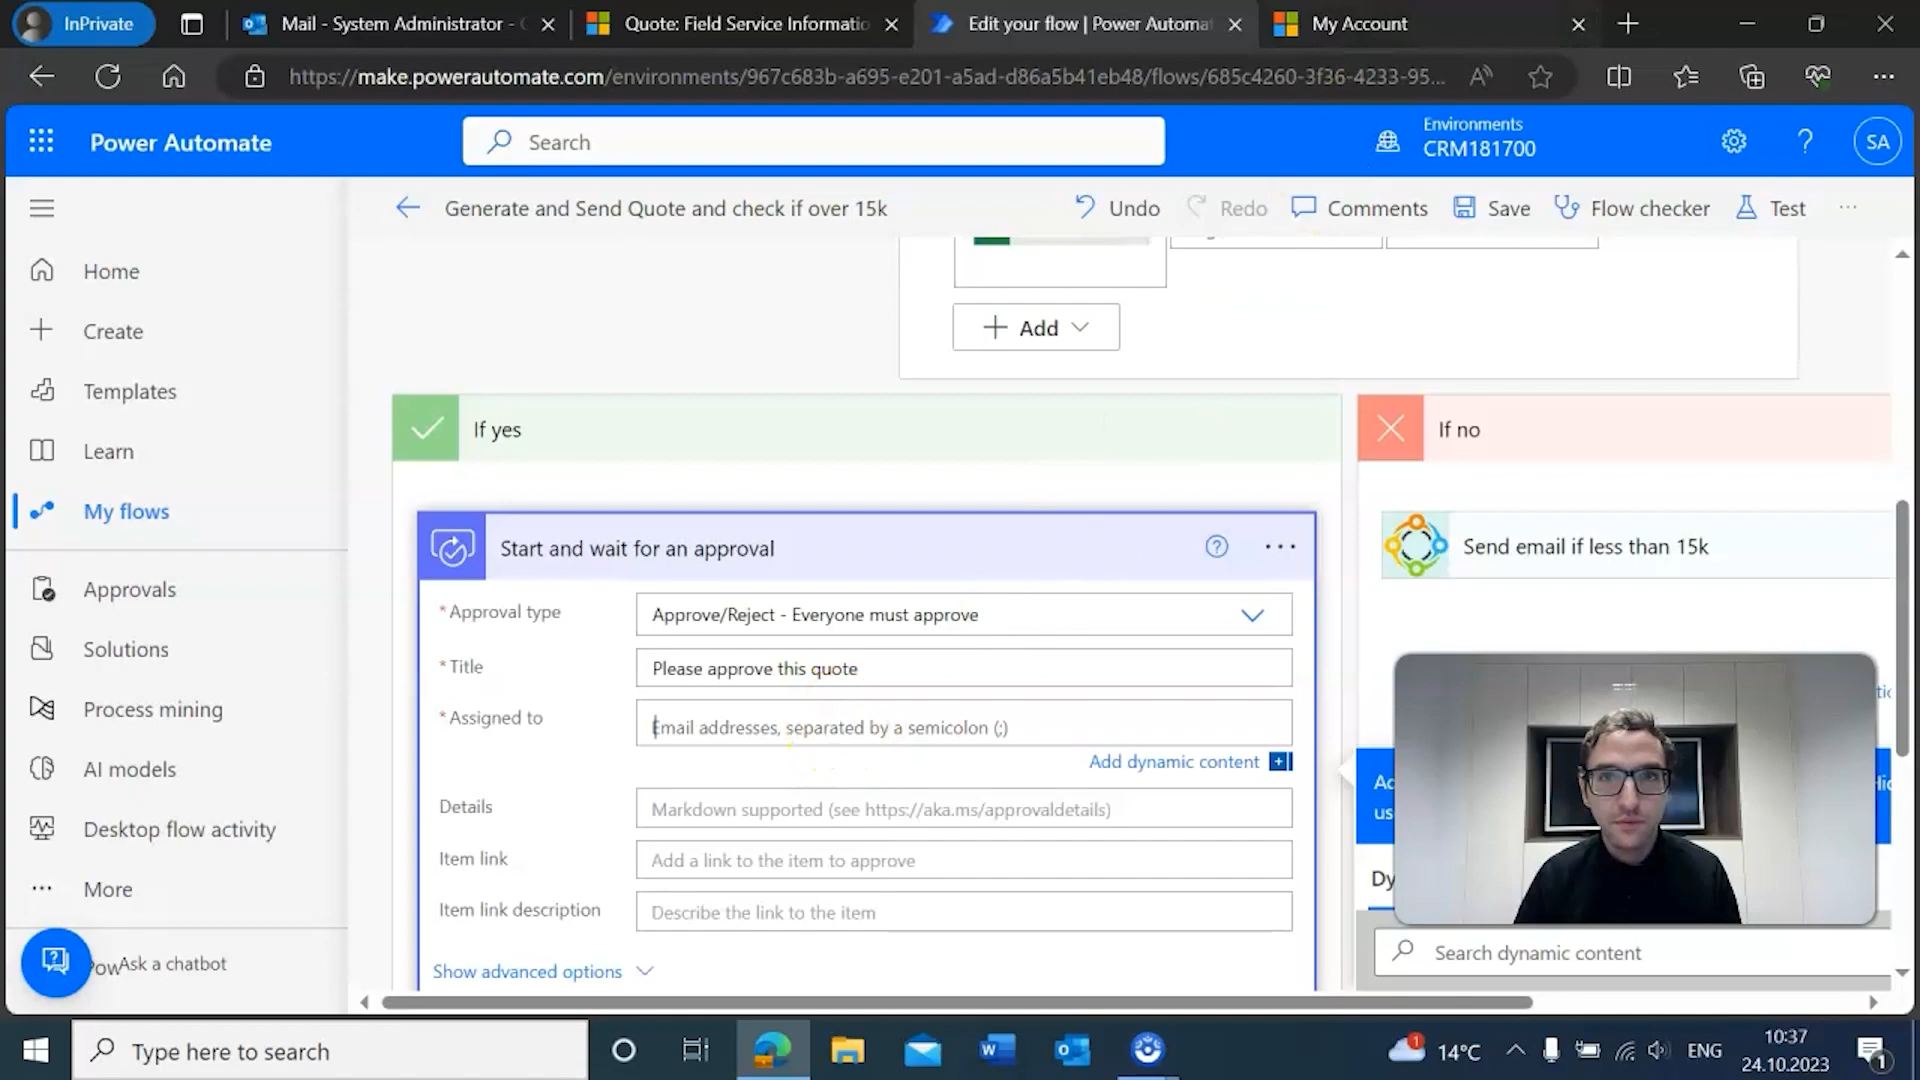 InPrivate
Mail - System Administrator -
Quote: Field Service Informatio
Edit your flow | Power Automat
My Account
https://make.powerautomate.com/environments/967c683b-a695-e201-a5ad-d86a5b41eb48/flows/685c4260-3f36-4233-95...
Power Automate
Search
Environments
CRM181700
SA
Generate and Send Quote and check if over 15k
Undo
Redo
Comments
Save
Flow checker
Test
Home
Create
Templates
Learn
My flows
Approvals
Solutions
Process mining
AI models
Desktop flow activity
More
Pow
Ask a chatbot
Add
If yes
If no
Start and wait for an approval
* Approval type
Approve/Reject - Everyone must approve
* Title
Please approve this quote
* Assigned to
Email addresses, separated by a semicolon (;)
Add dynamic content
Details
Markdown supported (see https://aka.ms/approvaldetails)
Item link
Add a link to the item to approve
Item link description
Describe the link to the item
Show advanced options
Send email if less than 15k
Search dynamic content
Type here to search
1
14°C
ENG
10:37
24.10.2023
1